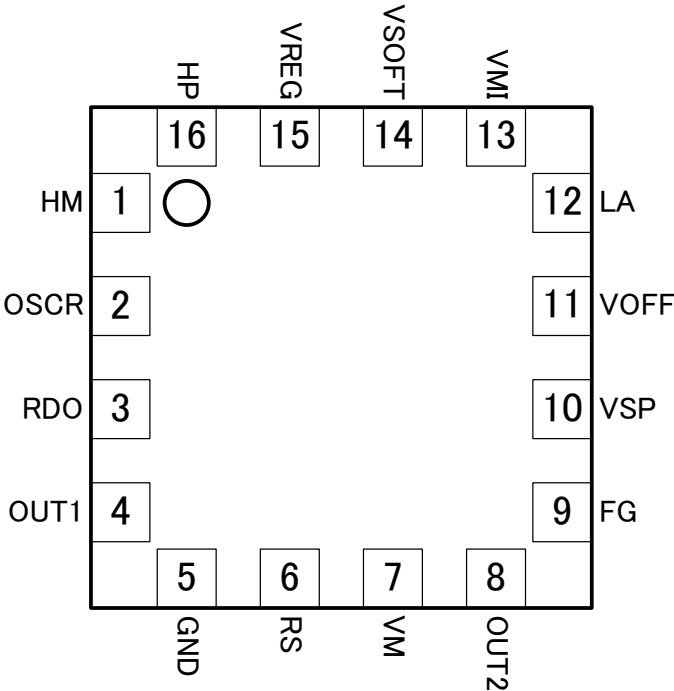 HP VREG VSOFT VMI
16 15 14 13
HM 1 12 LA
OSCR 2 11 VOFF
RDO 3 10 VSP
OUT1 4 9 FG
5 6 7 8
GND RS VM OUT2